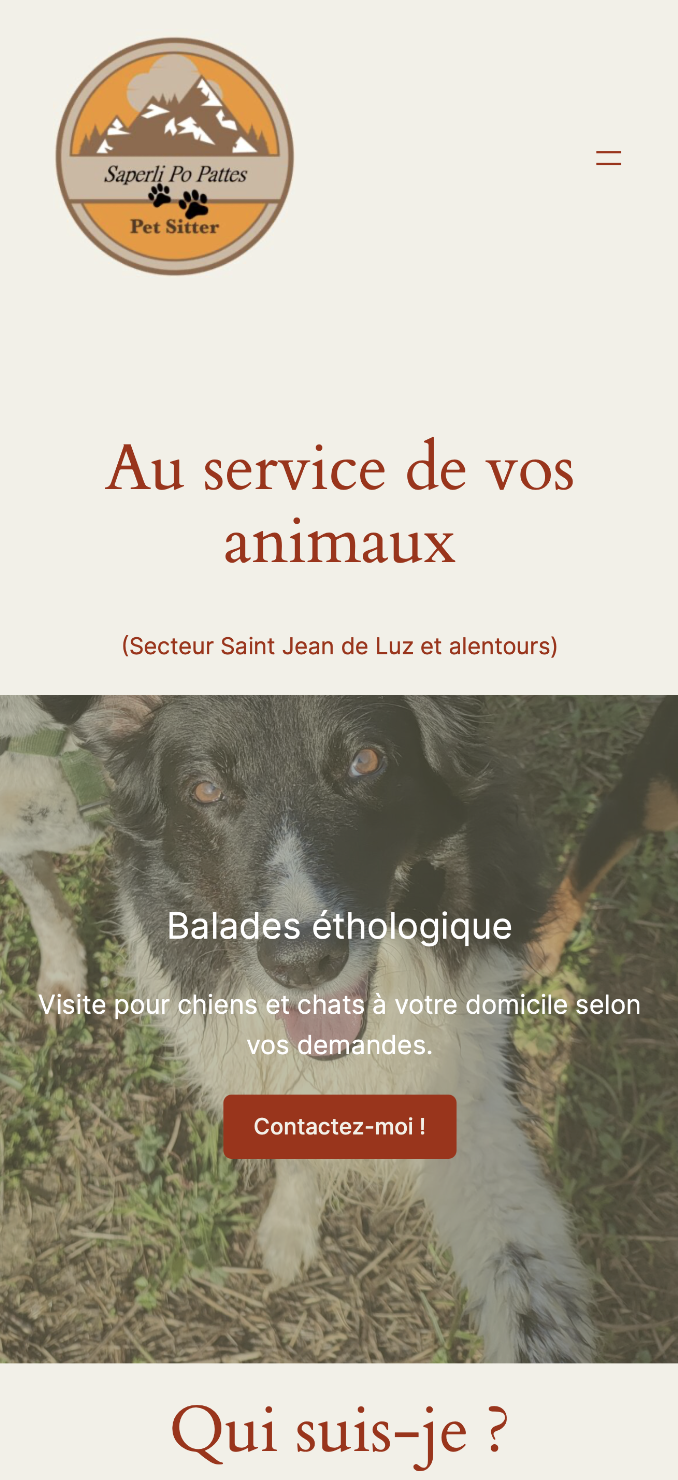 Saperli Po Pattes
Pet Sitter
Au service de vos
animaux
(Secteur Saint Jean de Luz et alentours)
Balades éthologique
Visite pour chiens et chats à votre domicile selon
vos demandes.
Contactez-moi !
Qui suis-je ?